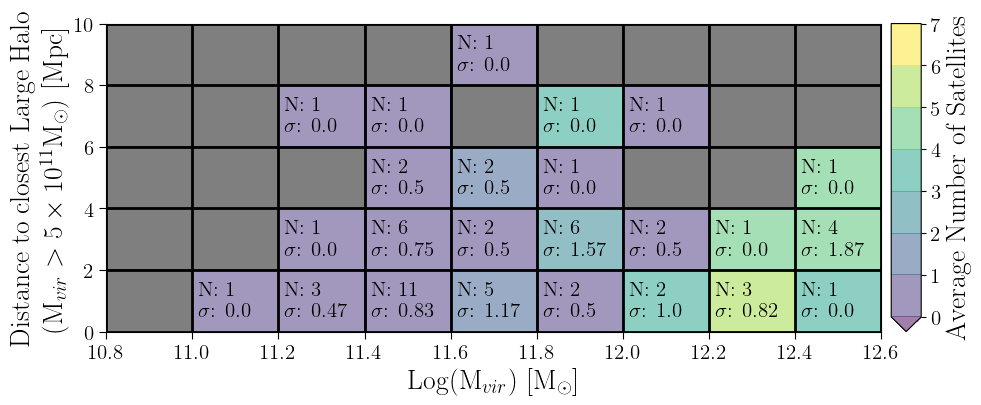 Distance to closest Large Halo
(M_vir > 5 × 10^11 M_⊙) [Mpc]
10
8
6
4
2
0
N: 1
σ: 0.0
N: 1
σ: 0.0
N: 1
σ: 0.0
N: 1
σ: 0.0
N: 1
σ: 0.0
N: 2
σ: 0.5
N: 2
σ: 0.5
N: 1
σ: 0.0
N: 1
σ: 0.0
N: 1
σ: 0.0
N: 6
σ: 0.75
N: 2
σ: 0.5
N: 6
σ: 1.57
N: 2
σ: 0.5
N: 1
σ: 0.0
N: 4
σ: 1.87
N: 1
σ: 0.0
N: 3
σ: 0.47
N: 11
σ: 0.83
N: 5
σ: 1.17
N: 2
σ: 0.5
N: 2
σ: 1.0
N: 3
σ: 0.82
N: 1
σ: 0.0
10.8 11.0 11.2 11.4 11.6 11.8 12.0 12.2 12.4 12.6
Log(M_vir) [M_⊙]
7
6
5
4
3
2
1
0
Average Number of Satellites